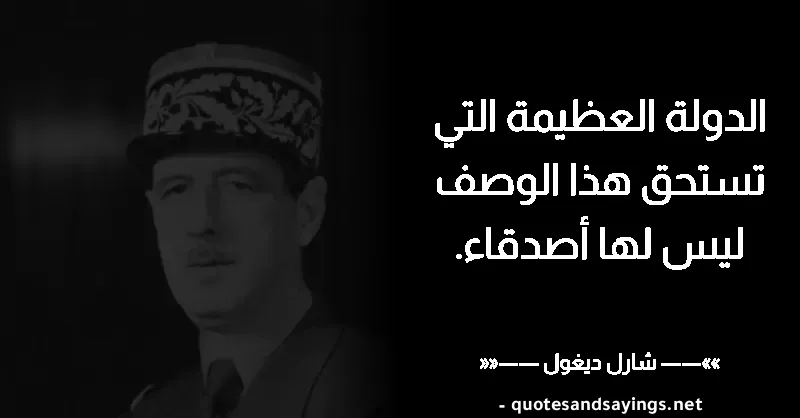 الدولة العظيمة التي
تستحق هذا الوصف
ليس لها أصدقاء.
»»—— شارل ديغول ——««
- quotesandsayings.net